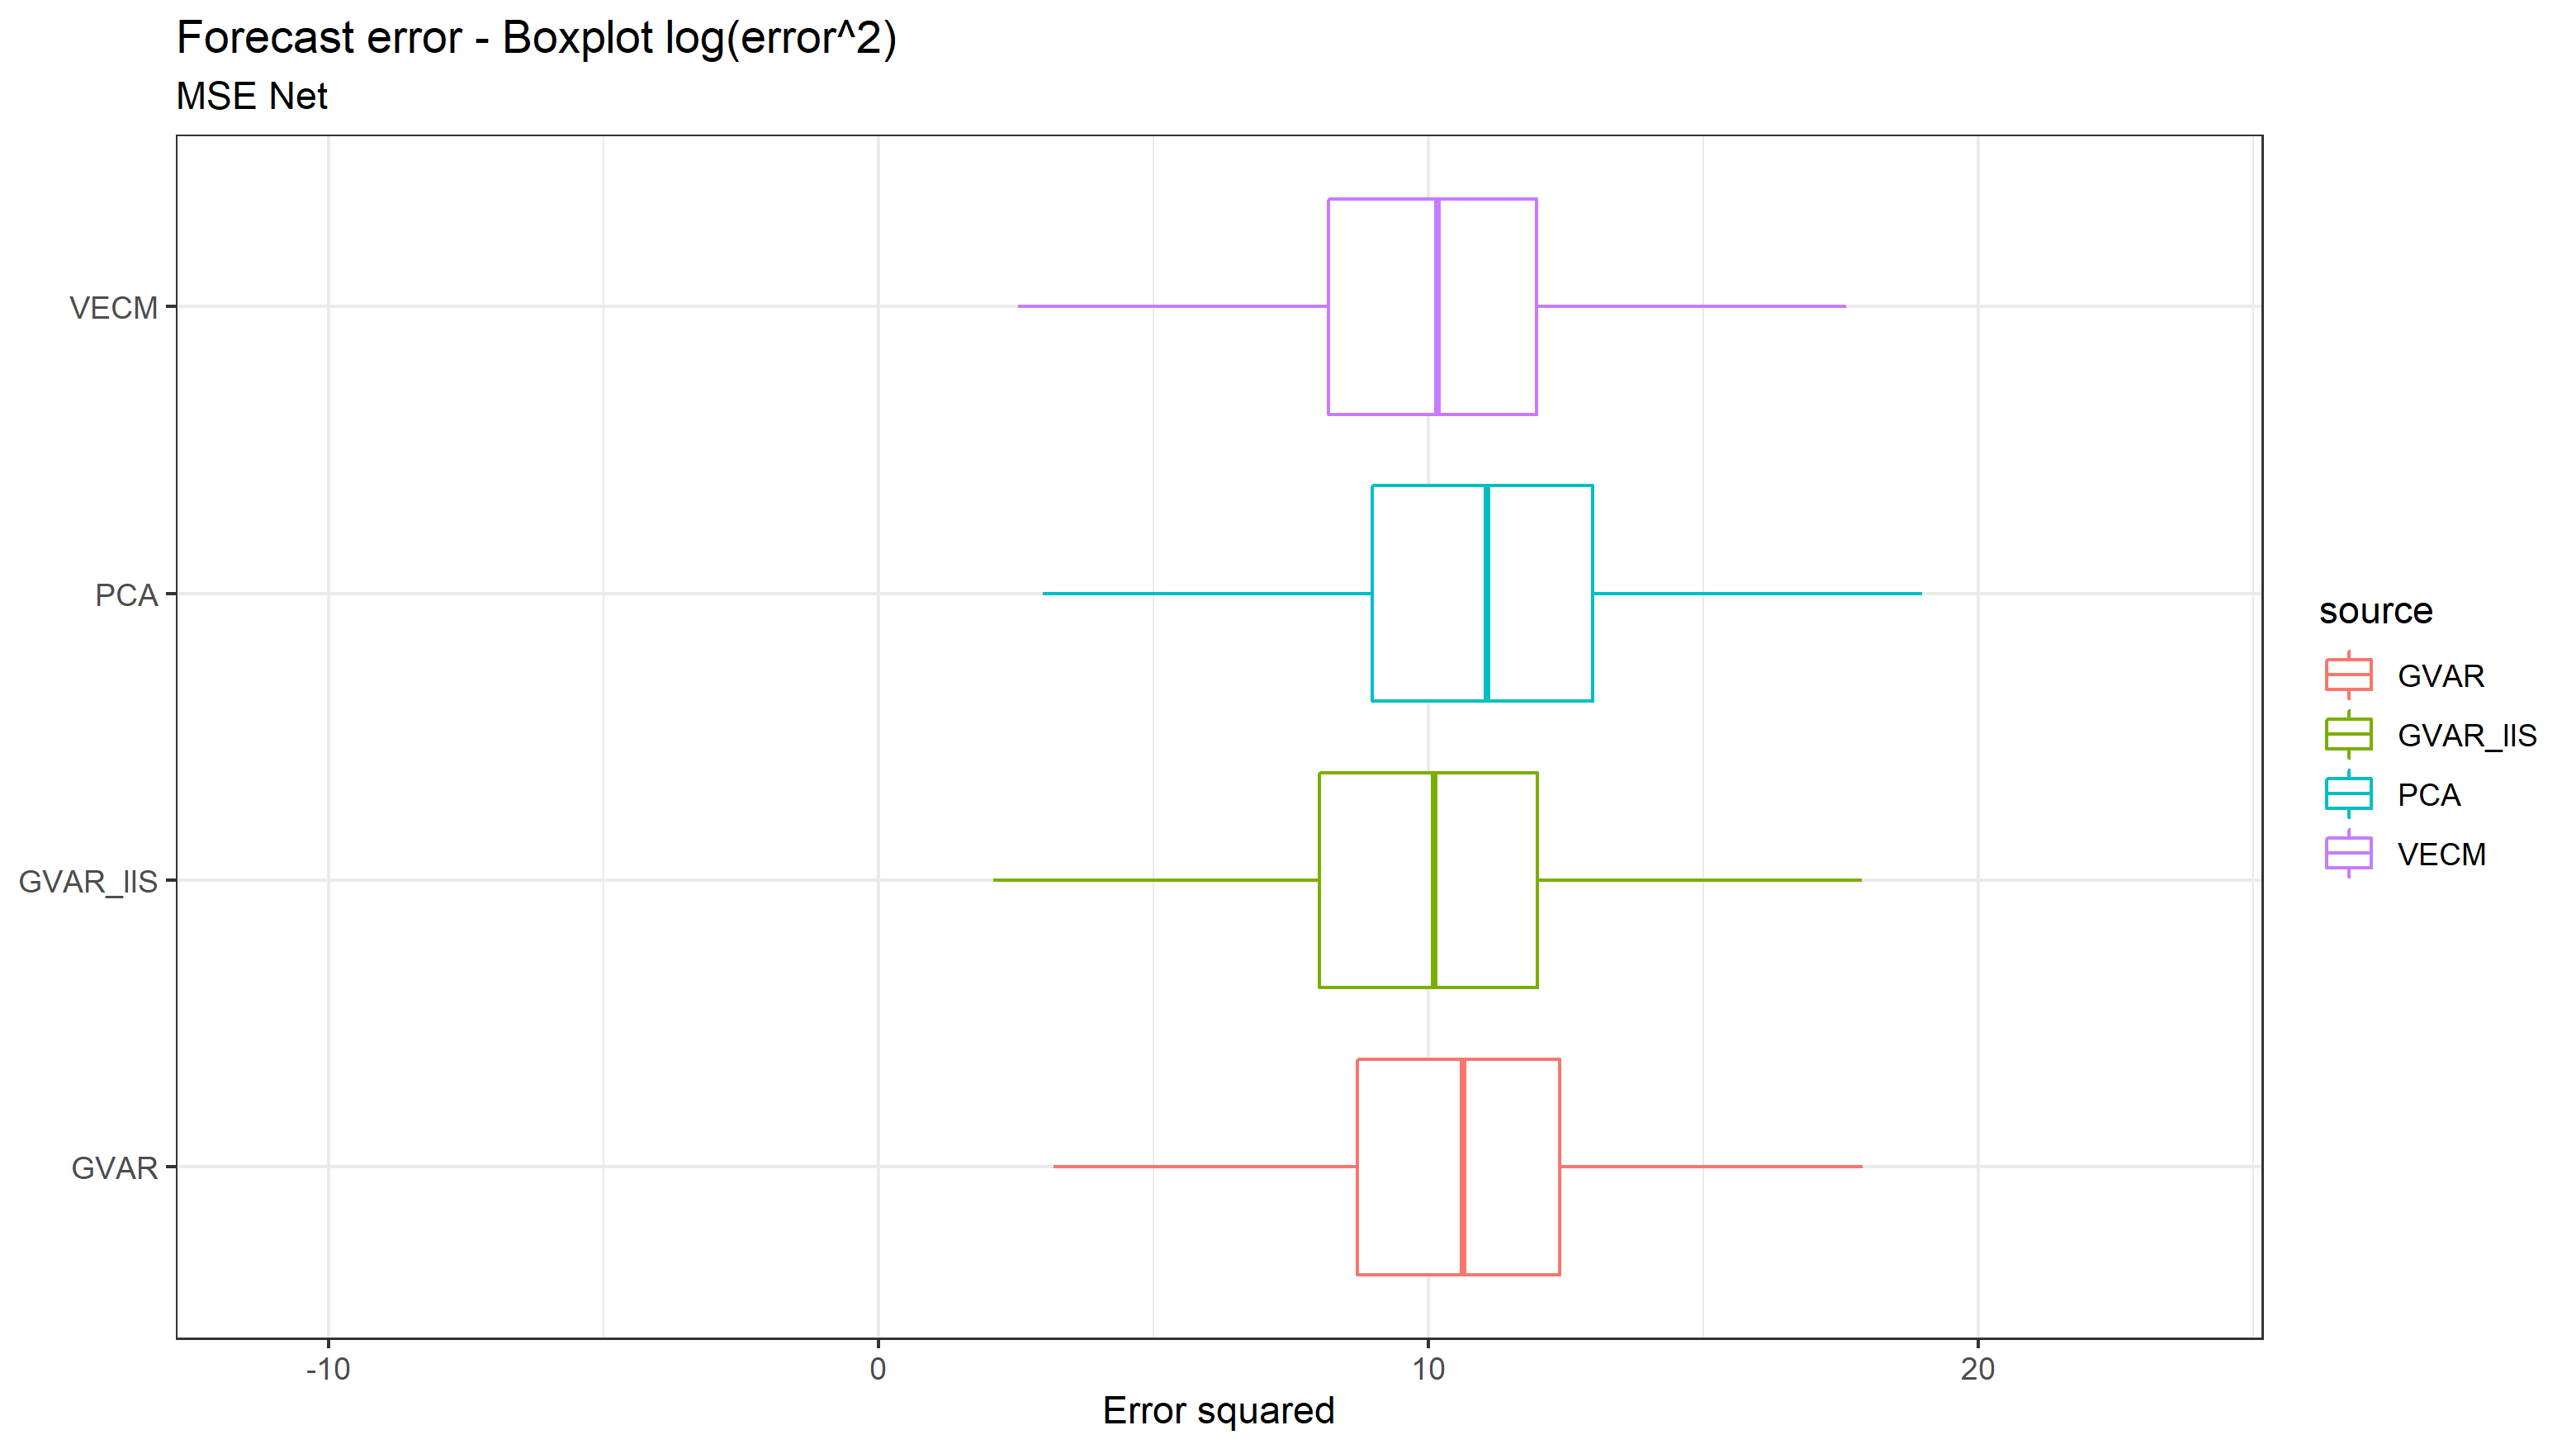 Forecast error - Boxplot log(error^2)
MSE Net
VECM
PCA
GVAR_IIS
GVAR
-10
0
10
20
Error squared
source
GVAR
GVAR_IIS
PCA
VECM